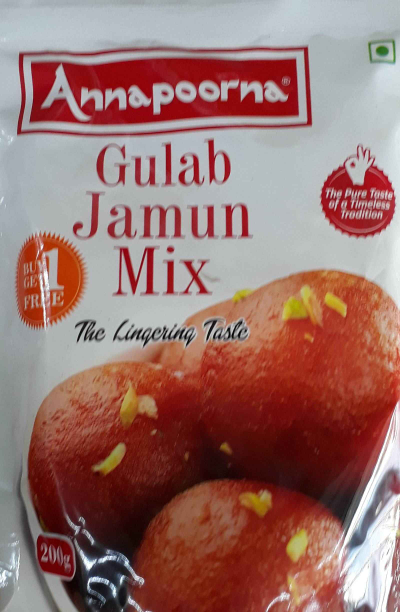 Annapoorna®
Gulab
Jamun
Mix
The Pure Taste
of a Timeless
Tradition
BUY 1
GET 1
FREE
The Lingering Taste
200g